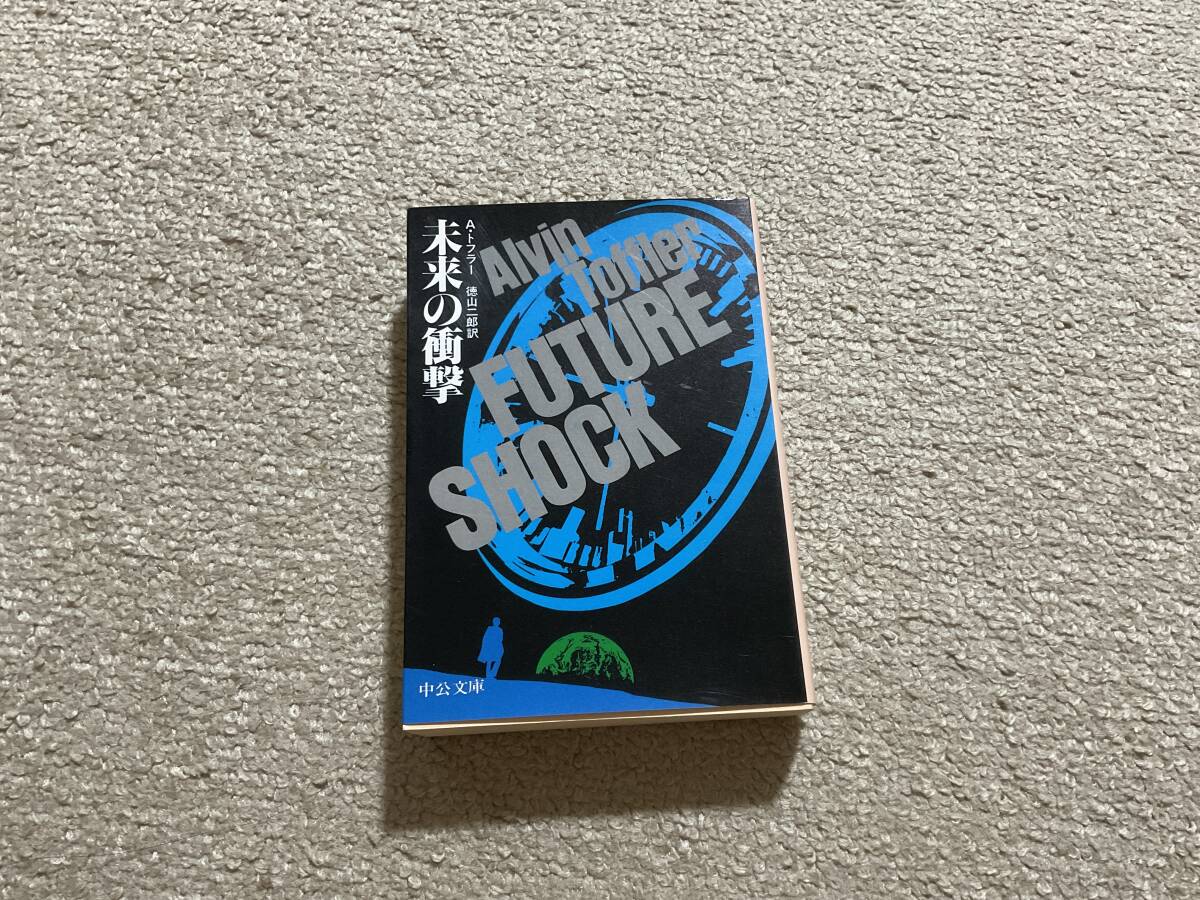 未来の衝撃
A・トフラー 徳山二郎訳
Alvin
Toffler
FUTURE
SHOCK
中公文庫